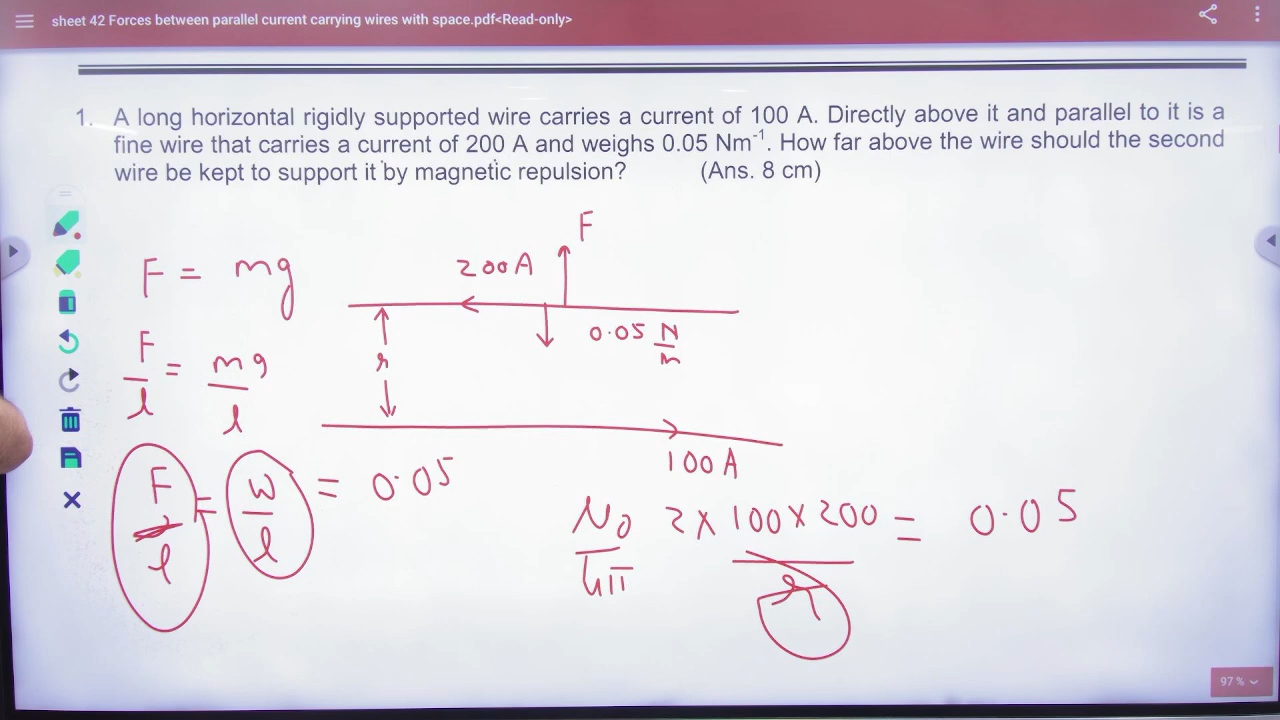 sheet 42 Forces between parallel current carrying wires with space.pdf<Read-only>
1. A long horizontal rigidly supported wire carries a current of 100 A. Directly above it and parallel to it is a
fine wire that carries a current of 200 A and weighs 0.05 Nm⁻¹. How far above the wire should the second
wire be kept to support it by magnetic repulsion? (Ans. 8 cm)
F
F = mg
200A
0.05 N/m
F/l = mg/l
r
100A
F/l = w/l = 0.05
μ0/4π 2×100×200/r = 0.05
97 %